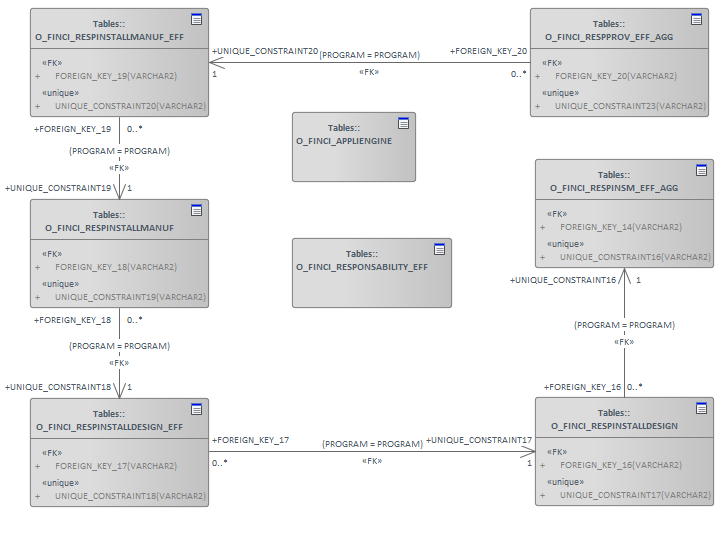 Tables::
O_FINCI_RESPINSTALLMANUF_EFF
«FK»
+ FOREIGN_KEY_19(VARCHAR2)
«unique»
+ UNIQUE_CONSTRAINT20(VARCHAR2)
+UNIQUE_CONSTRAINT20
(PROGRAM = PROGRAM)
+FOREIGN_KEY_20
1
«FK»
0..*
Tables::
O_FINCI_RESPPROV_EFF_AGG
«FK»
+ FOREIGN_KEY_20(VARCHAR2)
«unique»
+ UNIQUE_CONSTRAINT23(VARCHAR2)
+FOREIGN_KEY_19
0..*
(PROGRAM = PROGRAM)
«FK»
+UNIQUE_CONSTRAINT19
1
Tables::
O_FINCI_APPLIENGINE
Tables::
O_FINCI_RESPINSM_EFF_AGG
«FK»
+ FOREIGN_KEY_14(VARCHAR2)
«unique»
+ UNIQUE_CONSTRAINT16(VARCHAR2)
Tables::
O_FINCI_RESPINSTALLMANUF
«FK»
+ FOREIGN_KEY_18(VARCHAR2)
«unique»
+ UNIQUE_CONSTRAINT19(VARCHAR2)
Tables::
O_FINCI_RESPONSABILITY_EFF
+UNIQUE_CONSTRAINT16
1
(PROGRAM = PROGRAM)
«FK»
+FOREIGN_KEY_16
0..*
+FOREIGN_KEY_18
0..*
(PROGRAM = PROGRAM)
«FK»
+UNIQUE_CONSTRAINT18
1
Tables::
O_FINCI_RESPINSTALLDESIGN_EFF
«FK»
+ FOREIGN_KEY_17(VARCHAR2)
«unique»
+ UNIQUE_CONSTRAINT18(VARCHAR2)
+FOREIGN_KEY_17
(PROGRAM = PROGRAM)
+UNIQUE_CONSTRAINT17
0..*
«FK»
1
Tables::
O_FINCI_RESPINSTALLDESIGN
«FK»
+ FOREIGN_KEY_16(VARCHAR2)
«unique»
+ UNIQUE_CONSTRAINT17(VARCHAR2)